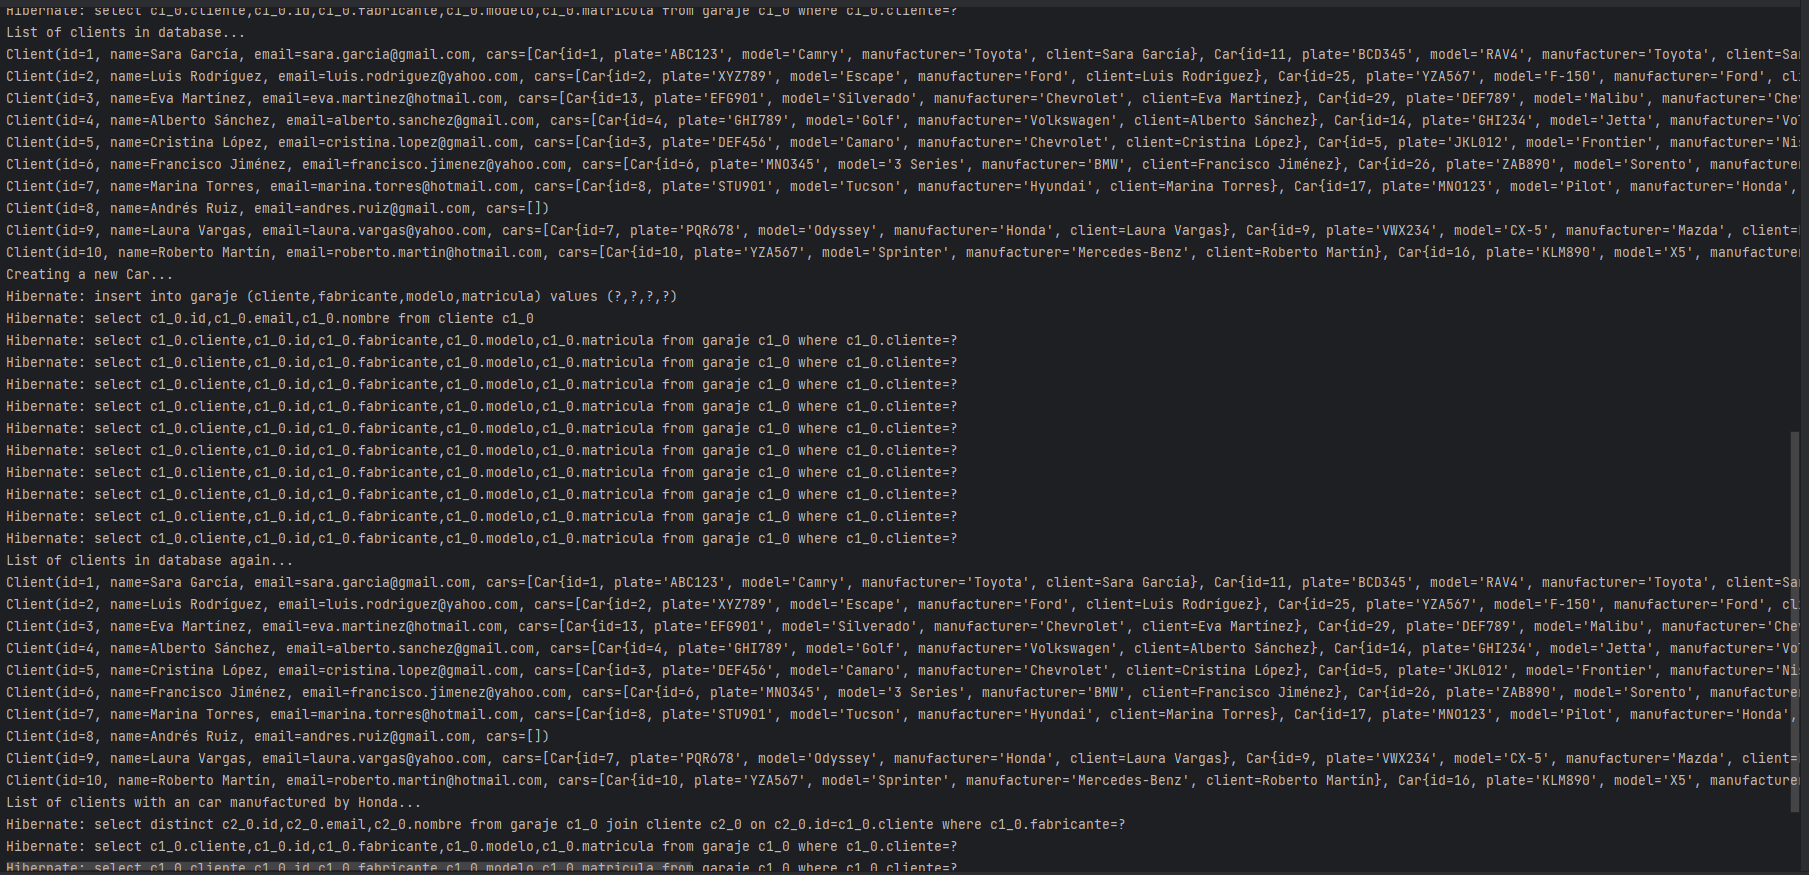 Hibernate: select c1_0.cliente,c1_0.id,c1_0.fabricante,c1_0.modelo,c1_0.matricula from garaje c1_0 where c1_0.cliente=?
List of clients in database...
Client(id=1, name=Sara García, email=sara.garcia@gmail.com, cars=[Car{id=1, plate='ABC123', model='Camry', manufacturer='Toyota', client=Sara García}, Car{id=11, plate='BCD345', model='RAV4', manufacturer='Toyota', client=Sa
Client(id=2, name=Luis Rodríguez, email=luis.rodriguez@yahoo.com, cars=[Car{id=2, plate='XYZ789', model='Escape', manufacturer='Ford', client=Luis Rodríguez}, Car{id=25, plate='YZA567', model='F-150', manufacturer='Ford', cl
Client(id=3, name=Eva Martínez, email=eva.martinez@hotmail.com, cars=[Car{id=13, plate='EFG901', model='Silverado', manufacturer='Chevrolet', client=Eva Martínez}, Car{id=29, plate='DEF789', model='Malibu', manufacturer='Che
Client(id=4, name=Alberto Sánchez, email=alberto.sanchez@gmail.com, cars=[Car{id=4, plate='GHI789', model='Golf', manufacturer='Volkswagen', client=Alberto Sánchez}, Car{id=14, plate='GHI234', model='Jetta', manufacturer='Vo
Client(id=5, name=Cristina López, email=cristina.lopez@gmail.com, cars=[Car{id=3, plate='DEF456', model='Camaro', manufacturer='Chevrolet', client=Cristina López}, Car{id=5, plate='JKL012', model='Frontier', manufacturer='Ni
Client(id=6, name=Francisco Jiménez, email=francisco.jimenez@yahoo.com, cars=[Car{id=6, plate='MNO345', model='3 Series', manufacturer='BMW', client=Francisco Jiménez}, Car{id=26, plate='ZAB890', model='Sorento', manufacture
Client(id=7, name=Marina Torres, email=marina.torres@hotmail.com, cars=[Car{id=8, plate='STU901', model='Tucson', manufacturer='Hyundai', client=Marina Torres}, Car{id=17, plate='MNO123', model='Pilot', manufacturer='Honda',
Client(id=8, name=Andrés Ruiz, email=andres.ruiz@gmail.com, cars=[])
Client(id=9, name=Laura Vargas, email=laura.vargas@yahoo.com, cars=[Car{id=7, plate='PQR678', model='Odyssey', manufacturer='Honda', client=Laura Vargas}, Car{id=9, plate='VWX234', model='CX-5', manufacturer='Mazda', client=
Client(id=10, name=Roberto Martín, email=roberto.martin@hotmail.com, cars=[Car{id=10, plate='YZA567', model='Sprinter', manufacturer='Mercedes-Benz', client=Roberto Martín}, Car{id=16, plate='KLM890', model='X5', manufacture
Creating a new Car...
Hibernate: insert into garaje (cliente,fabricante,modelo,matricula) values (?,?,?,?)
Hibernate: select c1_0.id,c1_0.email,c1_0.nombre from cliente c1_0
Hibernate: select c1_0.cliente,c1_0.id,c1_0.fabricante,c1_0.modelo,c1_0.matricula from garaje c1_0 where c1_0.cliente=?
Hibernate: select c1_0.cliente,c1_0.id,c1_0.fabricante,c1_0.modelo,c1_0.matricula from garaje c1_0 where c1_0.cliente=?
Hibernate: select c1_0.cliente,c1_0.id,c1_0.fabricante,c1_0.modelo,c1_0.matricula from garaje c1_0 where c1_0.cliente=?
Hibernate: select c1_0.cliente,c1_0.id,c1_0.fabricante,c1_0.modelo,c1_0.matricula from garaje c1_0 where c1_0.cliente=?
Hibernate: select c1_0.cliente,c1_0.id,c1_0.fabricante,c1_0.modelo,c1_0.matricula from garaje c1_0 where c1_0.cliente=?
Hibernate: select c1_0.cliente,c1_0.id,c1_0.fabricante,c1_0.modelo,c1_0.matricula from garaje c1_0 where c1_0.cliente=?
Hibernate: select c1_0.cliente,c1_0.id,c1_0.fabricante,c1_0.modelo,c1_0.matricula from garaje c1_0 where c1_0.cliente=?
Hibernate: select c1_0.cliente,c1_0.id,c1_0.fabricante,c1_0.modelo,c1_0.matricula from garaje c1_0 where c1_0.cliente=?
Hibernate: select c1_0.cliente,c1_0.id,c1_0.fabricante,c1_0.modelo,c1_0.matricula from garaje c1_0 where c1_0.cliente=?
Hibernate: select c1_0.cliente,c1_0.id,c1_0.fabricante,c1_0.modelo,c1_0.matricula from garaje c1_0 where c1_0.cliente=?
List of clients in database again...
Client(id=1, name=Sara García, email=sara.garcia@gmail.com, cars=[Car{id=1, plate='ABC123', model='Camry', manufacturer='Toyota', client=Sara García}, Car{id=11, plate='BCD345', model='RAV4', manufacturer='Toyota', client=Sa
Client(id=2, name=Luis Rodríguez, email=luis.rodriguez@yahoo.com, cars=[Car{id=2, plate='XYZ789', model='Escape', manufacturer='Ford', client=Luis Rodríguez}, Car{id=25, plate='YZA567', model='F-150', manufacturer='Ford', cl
Client(id=3, name=Eva Martínez, email=eva.martinez@hotmail.com, cars=[Car{id=13, plate='EFG901', model='Silverado', manufacturer='Chevrolet', client=Eva Martínez}, Car{id=29, plate='DEF789', model='Malibu', manufacturer='Che
Client(id=4, name=Alberto Sánchez, email=alberto.sanchez@gmail.com, cars=[Car{id=4, plate='GHI789', model='Golf', manufacturer='Volkswagen', client=Alberto Sánchez}, Car{id=14, plate='GHI234', model='Jetta', manufacturer='Vo
Client(id=5, name=Cristina López, email=cristina.lopez@gmail.com, cars=[Car{id=3, plate='DEF456', model='Camaro', manufacturer='Chevrolet', client=Cristina López}, Car{id=5, plate='JKL012', model='Frontier', manufacturer='Ni
Client(id=6, name=Francisco Jiménez, email=francisco.jimenez@yahoo.com, cars=[Car{id=6, plate='MNO345', model='3 Series', manufacturer='BMW', client=Francisco Jiménez}, Car{id=26, plate='ZAB890', model='Sorento', manufacture
Client(id=7, name=Marina Torres, email=marina.torres@hotmail.com, cars=[Car{id=8, plate='STU901', model='Tucson', manufacturer='Hyundai', client=Marina Torres}, Car{id=17, plate='MNO123', model='Pilot', manufacturer='Honda',
Client(id=8, name=Andrés Ruiz, email=andres.ruiz@gmail.com, cars=[])
Client(id=9, name=Laura Vargas, email=laura.vargas@yahoo.com, cars=[Car{id=7, plate='PQR678', model='Odyssey', manufacturer='Honda', client=Laura Vargas}, Car{id=9, plate='VWX234', model='CX-5', manufacturer='Mazda', client=
Client(id=10, name=Roberto Martín, email=roberto.martin@hotmail.com, cars=[Car{id=10, plate='YZA567', model='Sprinter', manufacturer='Mercedes-Benz', client=Roberto Martín}, Car{id=16, plate='KLM890', model='X5', manufacture
List of clients with an car manufactured by Honda...
Hibernate: select distinct c2_0.id,c2_0.email,c2_0.nombre from garaje c1_0 join cliente c2_0 on c2_0.id=c1_0.cliente where c1_0.fabricante=?
Hibernate: select c1_0.cliente,c1_0.id,c1_0.fabricante,c1_0.modelo,c1_0.matricula from garaje c1_0 where c1_0.cliente=?
Hibernate: select c1_0.cliente,c1_0.id,c1_0.fabricante,c1_0.modelo,c1_0.matricula from garaje c1_0 where c1_0.cliente=?